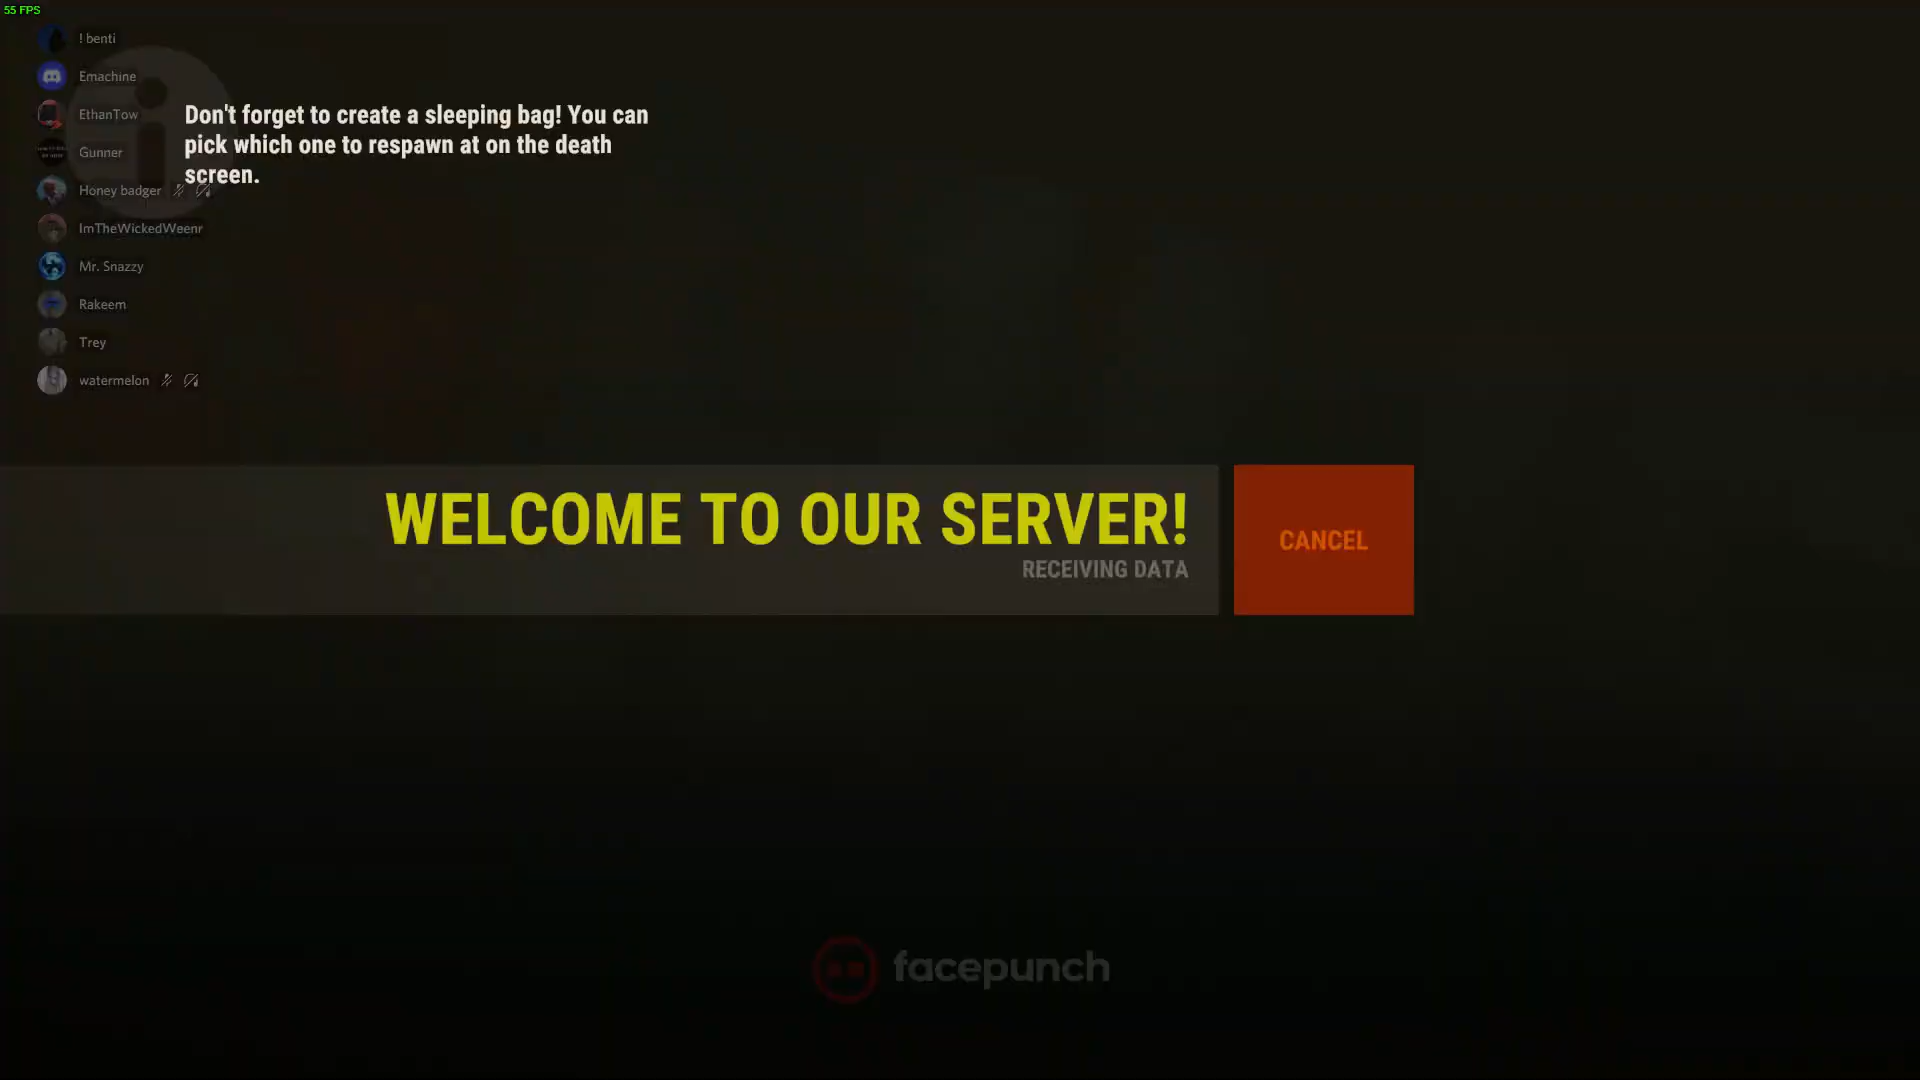 55 FPS
! benti
Emachine
EthanTow
Gunner
Honey badger
ImTheWickedWeenr
Mr. Snazzy
Rakeem
Trey
watermelon
Don't forget to create a sleeping bag! You can
pick which one to respawn at on the death
screen.
WELCOME TO OUR SERVER!
RECEIVING DATA
CANCEL
facepunch